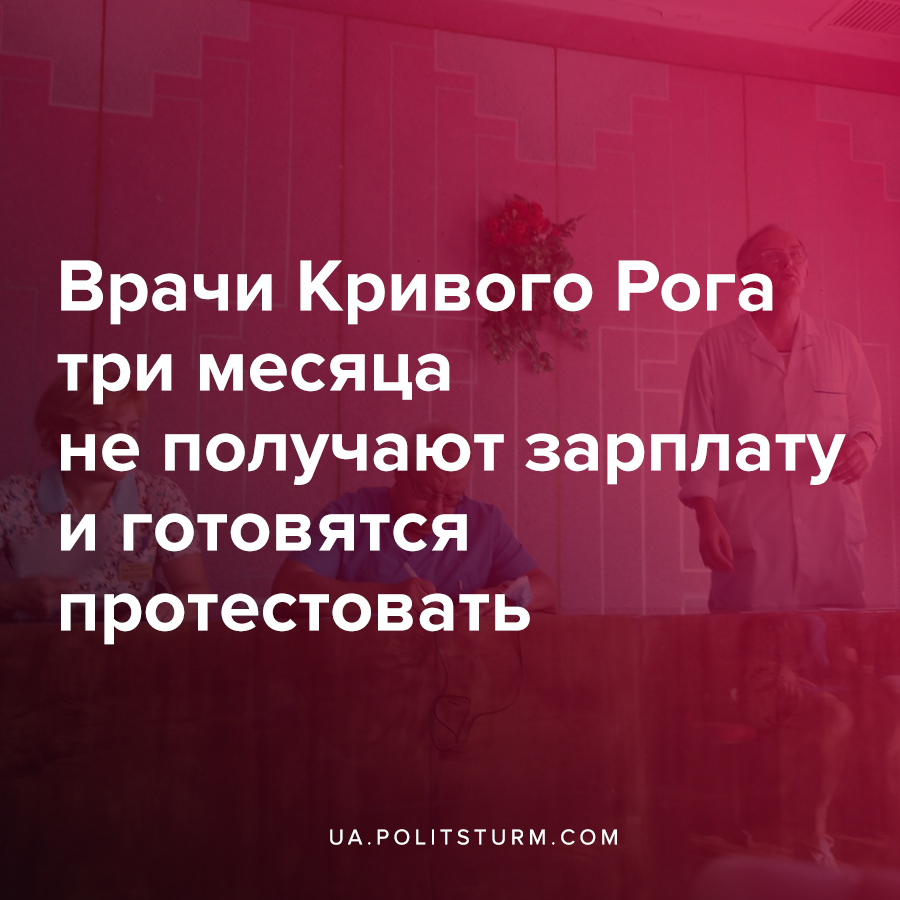 Врачи Кривого Рога
три месяца
не получают зарплату
и готовятся
протестовать
UA.POLITSTURM.COM